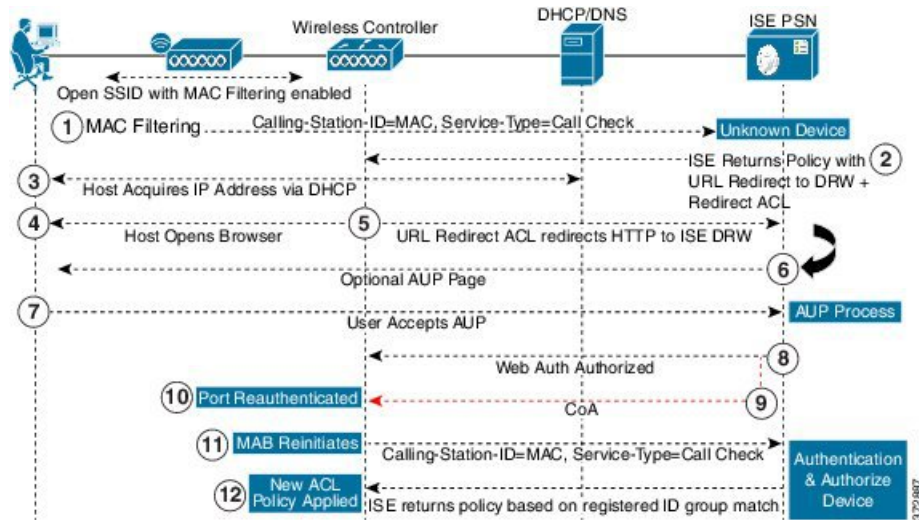 DHCP/DNS
ISE PSN
Wireless Controller
Open SSID with MAC Filtering enabled
1 MAC Filtering
Calling-Station-ID=MAC, Service-Type=Call Check
Unknown Device
2
ISE Returns Policy with
URL Redirect to DRW +
Redirect ACL
3
Host Acquires IP Address via DHCP
4
5
Host Opens Browser
URL Redirect ACL redirects HTTP to ISE DRW
6
Optional AUP Page
7
AUP Process
User Accepts AUP
8
Web Auth Authorized
9
10 Port Reauthenticated
CoA
11 MAB Reinitiates
Calling-Station-ID=MAC, Service-Type=Call Check
Authentication
& Authorize
Device
12 New ACL
Policy Applied
ISE returns policy based on registered ID group match